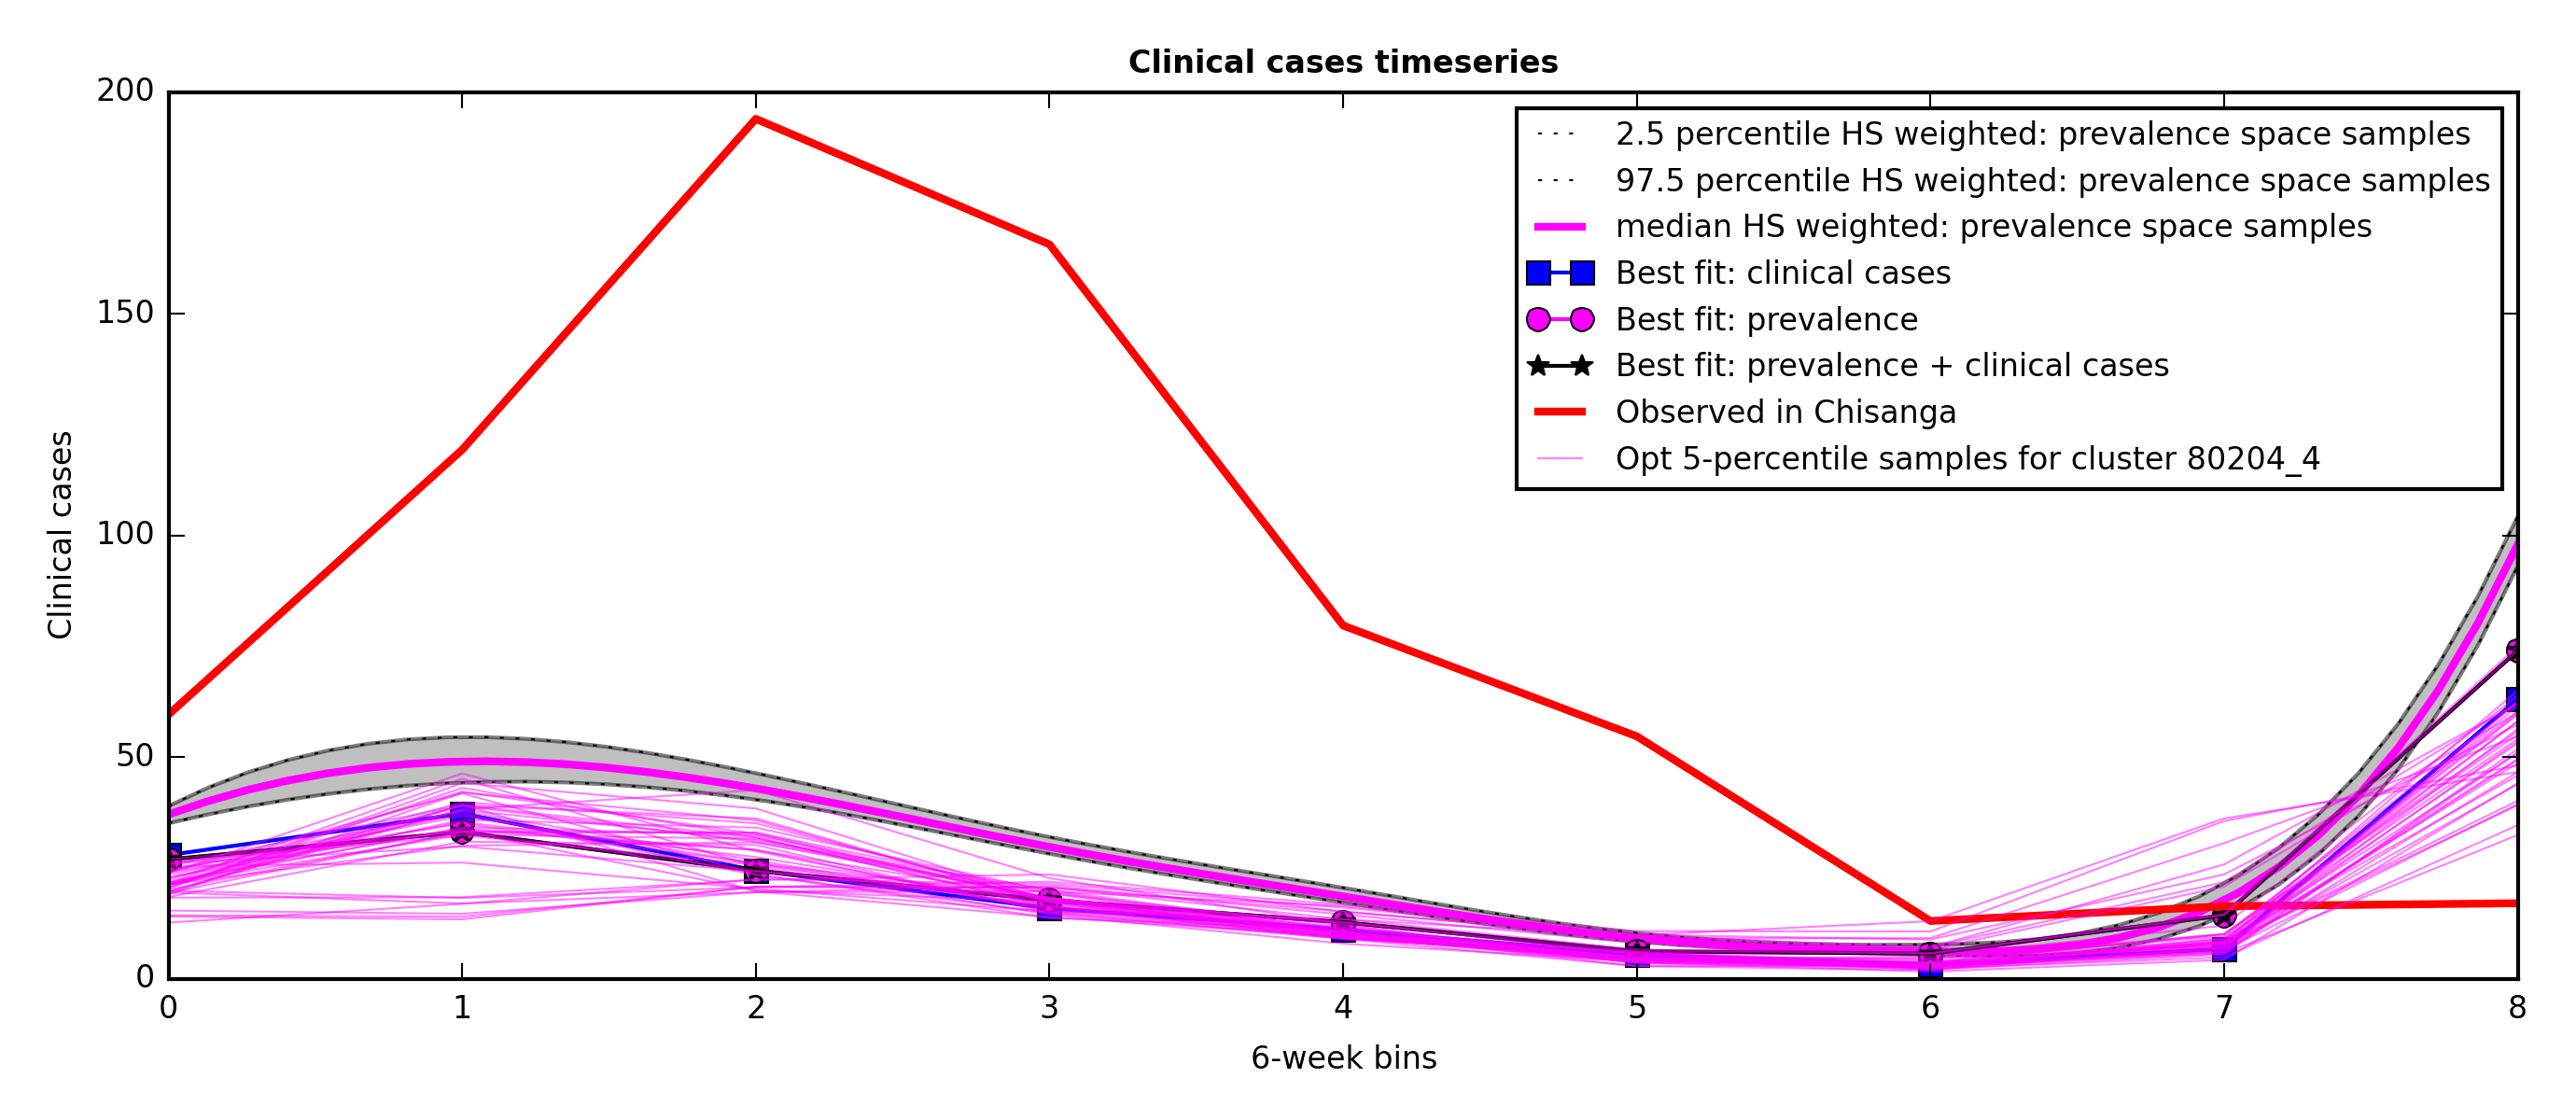 Clinical cases timeseries
200
150
100
50
0
Clinical cases
2.5 percentile HS weighted: prevalence space samples
97.5 percentile HS weighted: prevalence space samples
median HS weighted: prevalence space samples
Best fit: clinical cases
Best fit: prevalence
Best fit: prevalence + clinical cases
Observed in Chisanga
Opt 5-percentile samples for cluster 80204_4
0 1 2 3 4 5 6 7 8
6-week bins